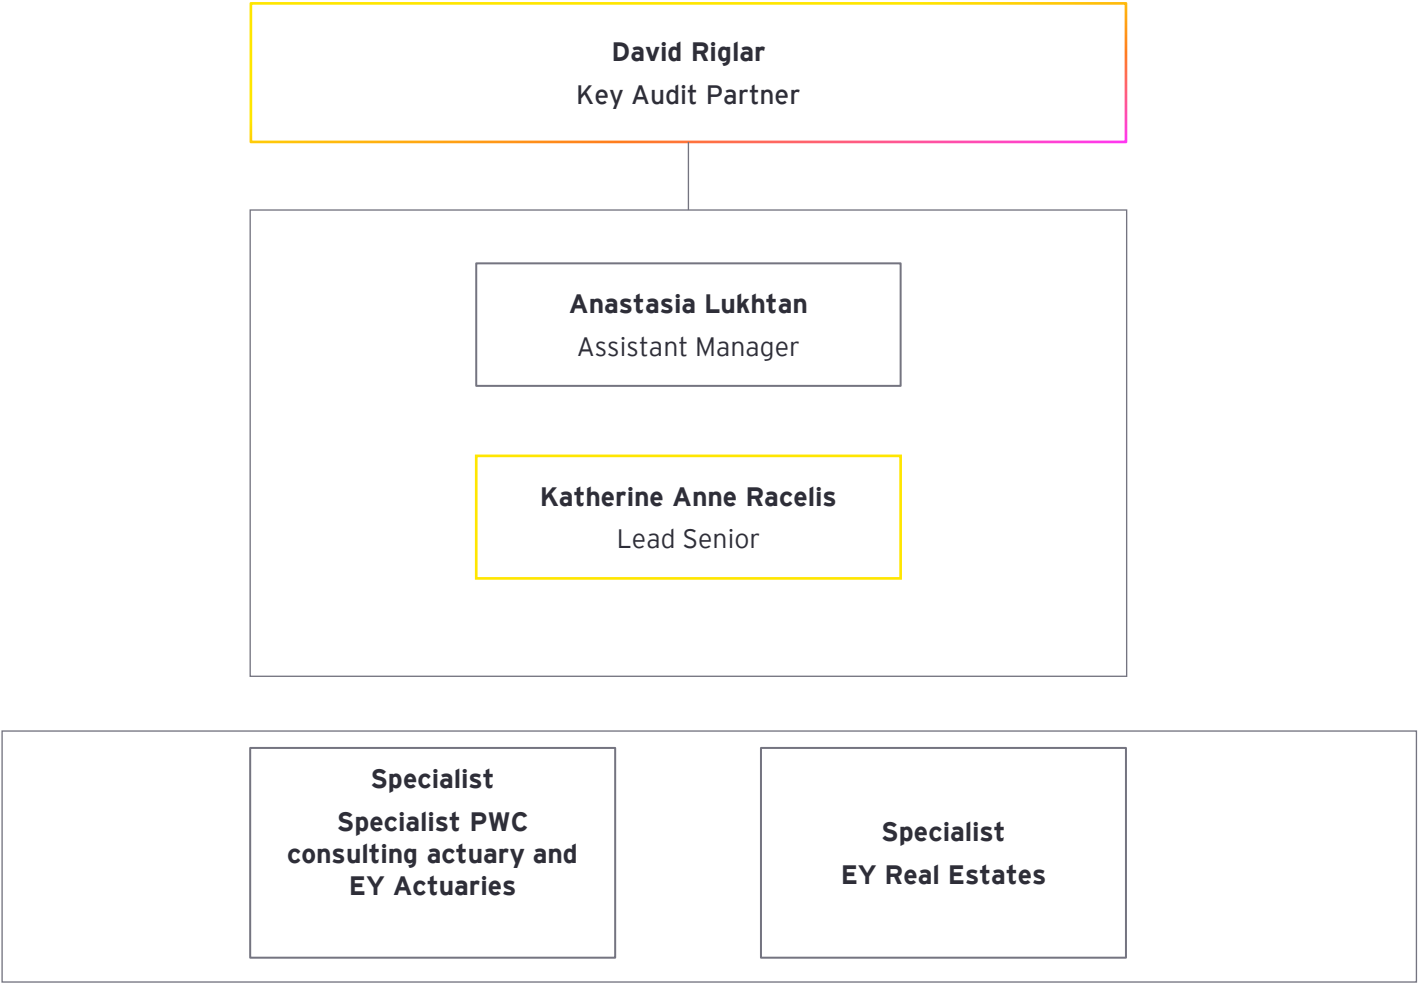 David Riglar
Key Audit Partner
Anastasia Lukhtan
Assistant Manager
Katherine Anne Racelis
Lead Senior
Specialist
Specialist PWC
consulting actuary and
EY Actuaries
Specialist
EY Real Estates